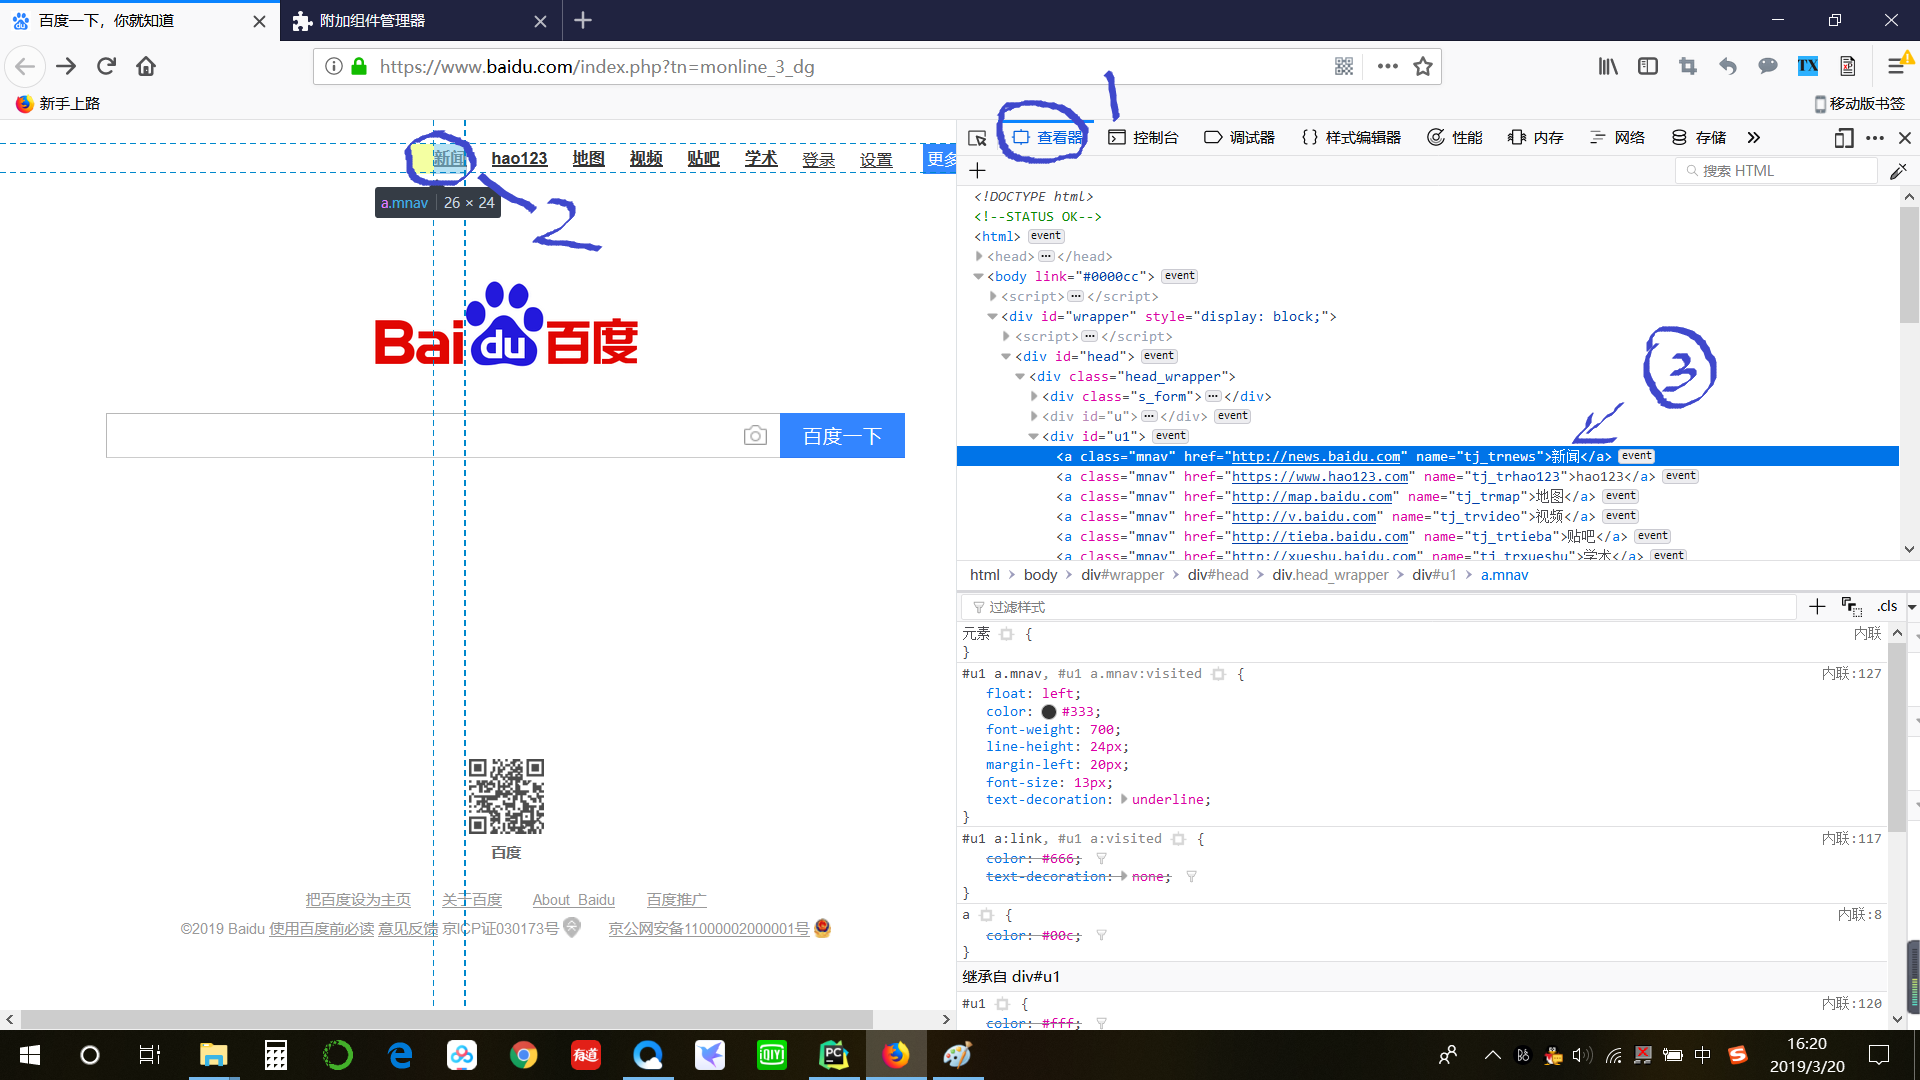 百度一下，你就知道
附加组件管理器
https://www.baidu.com/index.php?tn=monline_3_dg
TX
新手上路
移动版书签
1
新闻 hao123 地图 视频 贴吧 学术 登录 设置 更多
a.mnav 26 × 24
2
Bai du 百度
百度一下
百度
把百度设为主页 关于百度 About Baidu 百度推广
©2019 Baidu 使用百度前必读 意见反馈 京ICP证030173号 京公网安备11000002000001号
查看器 控制台 调试器 {} 样式编辑器 性能 内存 网络 存储
搜索 HTML
<!DOCTYPE html>
<!--STATUS OK-->
<html> event
<head> ... </head>
<body link="#0000cc"> event
<script> ... </script>
<div id="wrapper" style="display: block;">
<script> ... </script>
<div id="head"> event
<div class="head_wrapper">
<div class="s_form"> ... </div>
<div id="u"> ... </div> event
<div id="u1"> event
3
<a class="mnav" href="http://news.baidu.com" name="tj_trnews">新闻</a> event
<a class="mnav" href="https://www.hao123.com" name="tj_trhao123">hao123</a> event
<a class="mnav" href="http://map.baidu.com" name="tj_trmap">地图</a> event
<a class="mnav" href="http://v.baidu.com" name="tj_trvideo">视频</a> event
<a class="mnav" href="http://tieba.baidu.com" name="tj_trtieba">贴吧</a> event
<a class="mnav" href="http://xueshu.baidu.com" name="tj_trxueshu">学术</a> event
html > body > div#wrapper > div#head > div.head_wrapper > div#u1 > a.mnav
过滤样式
.cls
元素 { 内联
}
#u1 a.mnav, #u1 a.mnav:visited { 内联:127
float: left;
color: #333;
font-weight: 700;
line-height: 24px;
margin-left: 20px;
font-size: 13px;
text-decoration: underline;
}
#u1 a:link, #u1 a:visited { 内联:117
color: #666;
text-decoration: none;
}
a { 内联:8
color: #00c;
}
继承自 div#u1
#u1 { 内联:120
color: #fff;
有道
iQIY
PC
中
16:20
2019/3/20